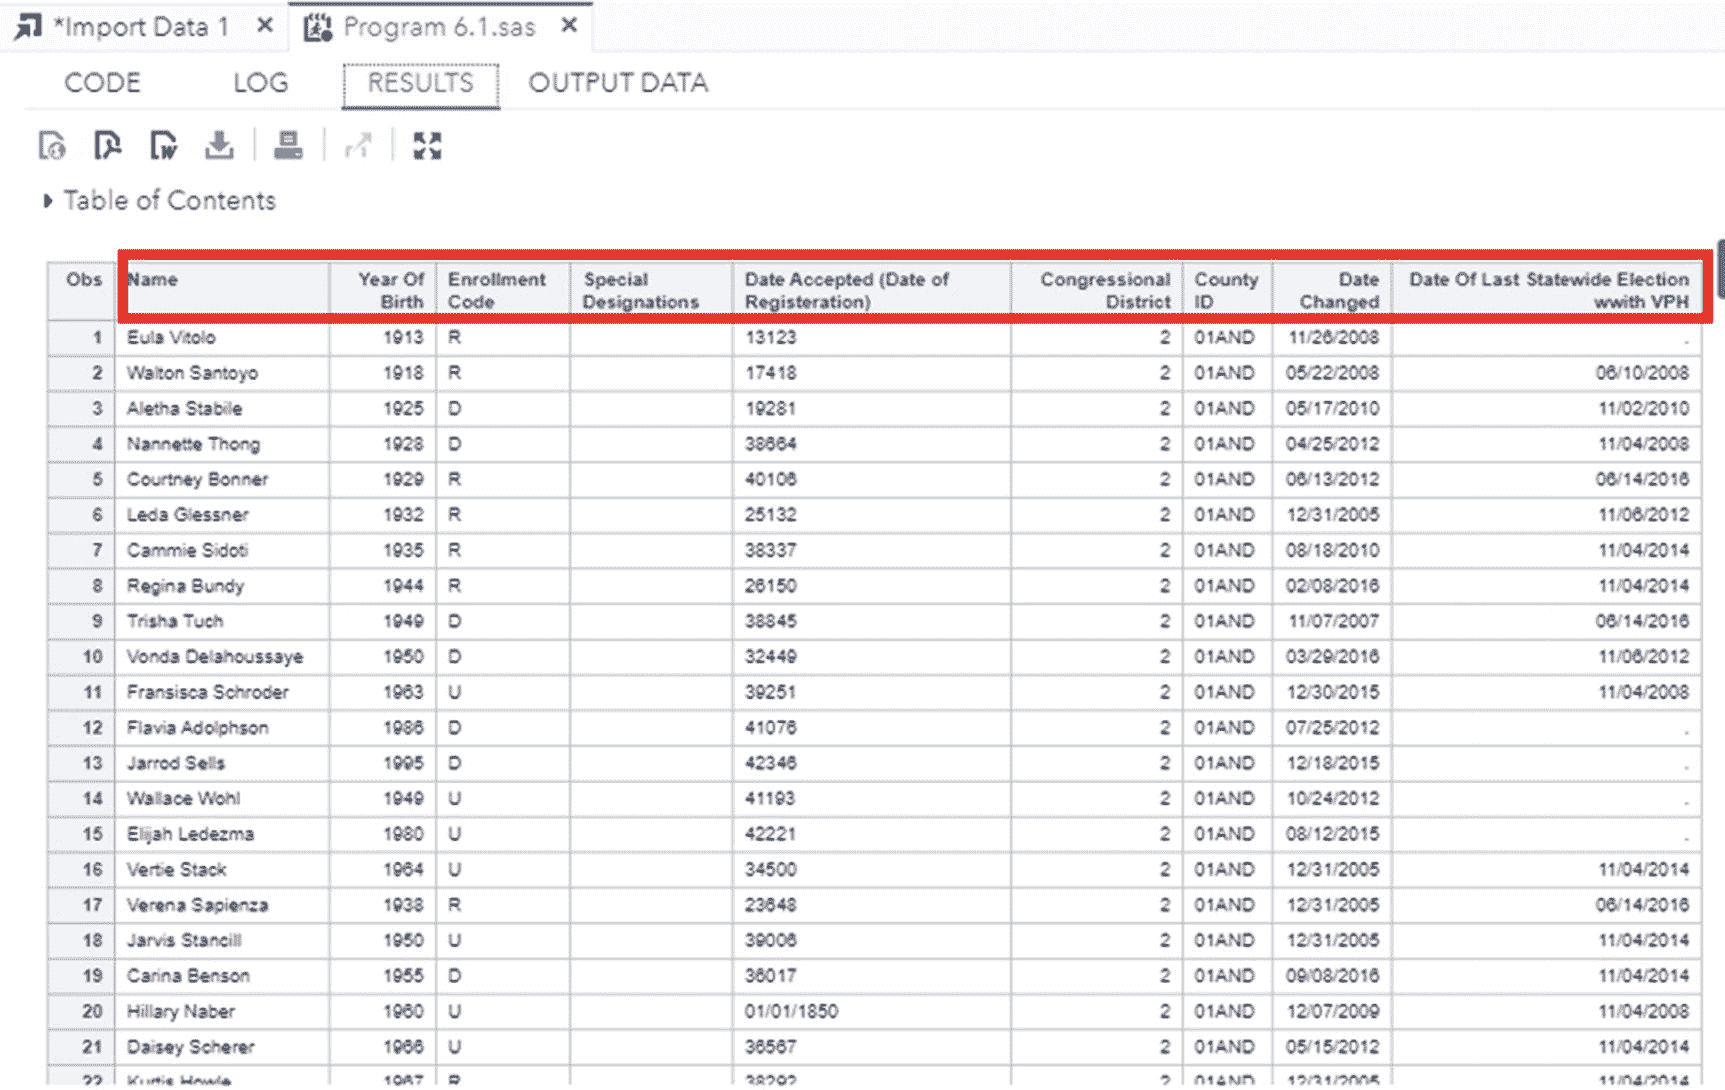 *Import Data 1 Program 6.1.sas
CODE LOG RESULTS OUTPUT DATA
Table of Contents
Obs Name Year Of Birth Enrollment Code Special Designations Date Accepted (Date of Registeration) Congressional District County ID Date Changed Date Of Last Statewide Election wwith VPH
1 Eula Vitolo 1913 R 13123 2 01AND 11/26/2008 .
2 Walton Santoyo 1918 R 17418 2 01AND 05/22/2008 06/10/2008
3 Aletha Stabile 1925 D 19281 2 01AND 05/17/2010 11/02/2010
4 Nannette Thong 1928 D 38664 2 01AND 04/25/2012 11/04/2008
5 Courtney Bonner 1929 R 40106 2 01AND 06/13/2012 06/14/2016
6 Leda Glessner 1932 R 25132 2 01AND 12/31/2005 11/06/2012
7 Cammie Sidoti 1935 R 38337 2 01AND 08/18/2010 11/04/2014
8 Regina Bundy 1944 R 26150 2 01AND 02/08/2016 11/04/2014
9 Trisha Tuch 1949 D 38845 2 01AND 11/07/2007 06/14/2016
10 Vonda Delahoussaye 1950 D 32449 2 01AND 03/29/2016 11/06/2012
11 Fransisca Schroder 1963 U 39251 2 01AND 12/30/2015 11/04/2008
12 Flavia Adolphson 1986 D 41076 2 01AND 07/25/2012 .
13 Jarrod Sells 1995 D 42346 2 01AND 12/18/2015 .
14 Wallace Wohl 1949 U 41193 2 01AND 10/24/2012 .
15 Elijah Ledezma 1980 U 42221 2 01AND 08/12/2015 .
16 Vertie Stack 1964 U 34500 2 01AND 12/31/2005 11/04/2014
17 Verena Sapienza 1938 R 23648 2 01AND 12/31/2005 06/14/2016
18 Jarvis Stancill 1950 U 39006 2 01AND 12/31/2005 11/04/2014
19 Carina Benson 1955 D 36017 2 01AND 09/08/2016 11/04/2014
20 Hillary Naber 1960 U 01/01/1850 2 01AND 12/07/2009 11/04/2008
21 Daisey Scherer 1966 U 36567 2 01AND 05/15/2012 11/04/2014
22 Kurtis Howle 1967 R 38292 2 01AND 12/31/2005 11/04/2014